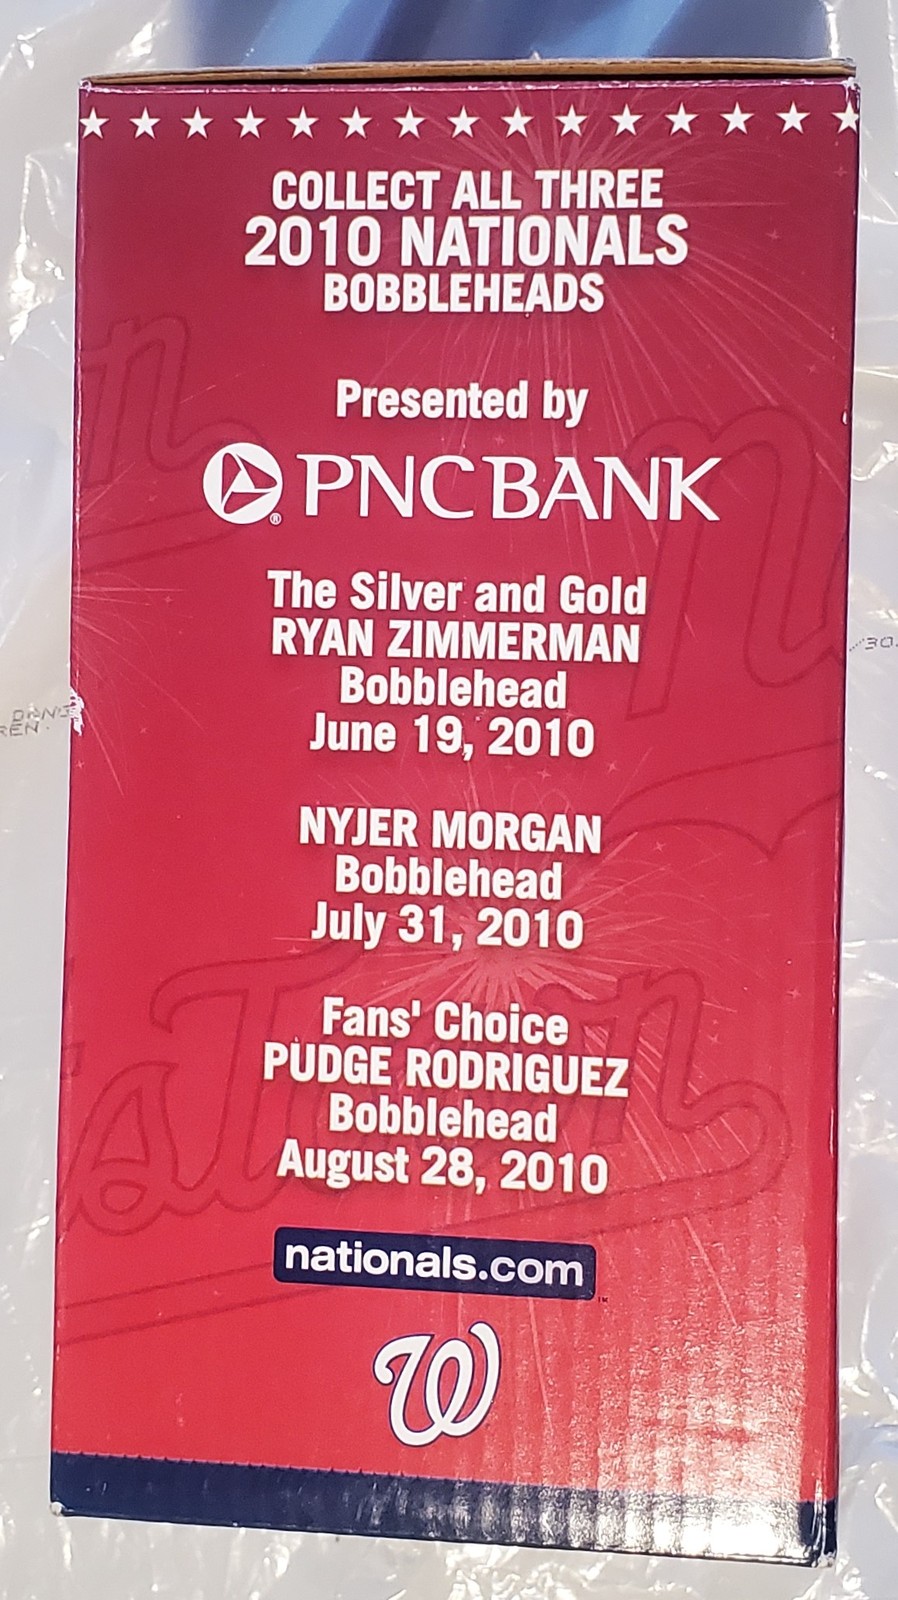 COLLECT ALL THREE
2010 NATIONALS
BOBBLEHEADS
Presented by
PNC BANK
®
The Silver and Gold
RYAN ZIMMERMAN
Bobblehead
June 19, 2010
NYJER MORGAN
Bobblehead
July 31, 2010
Fans' Choice
PUDGE RODRIGUEZ
Bobblehead
August 28, 2010
nationals.com
W